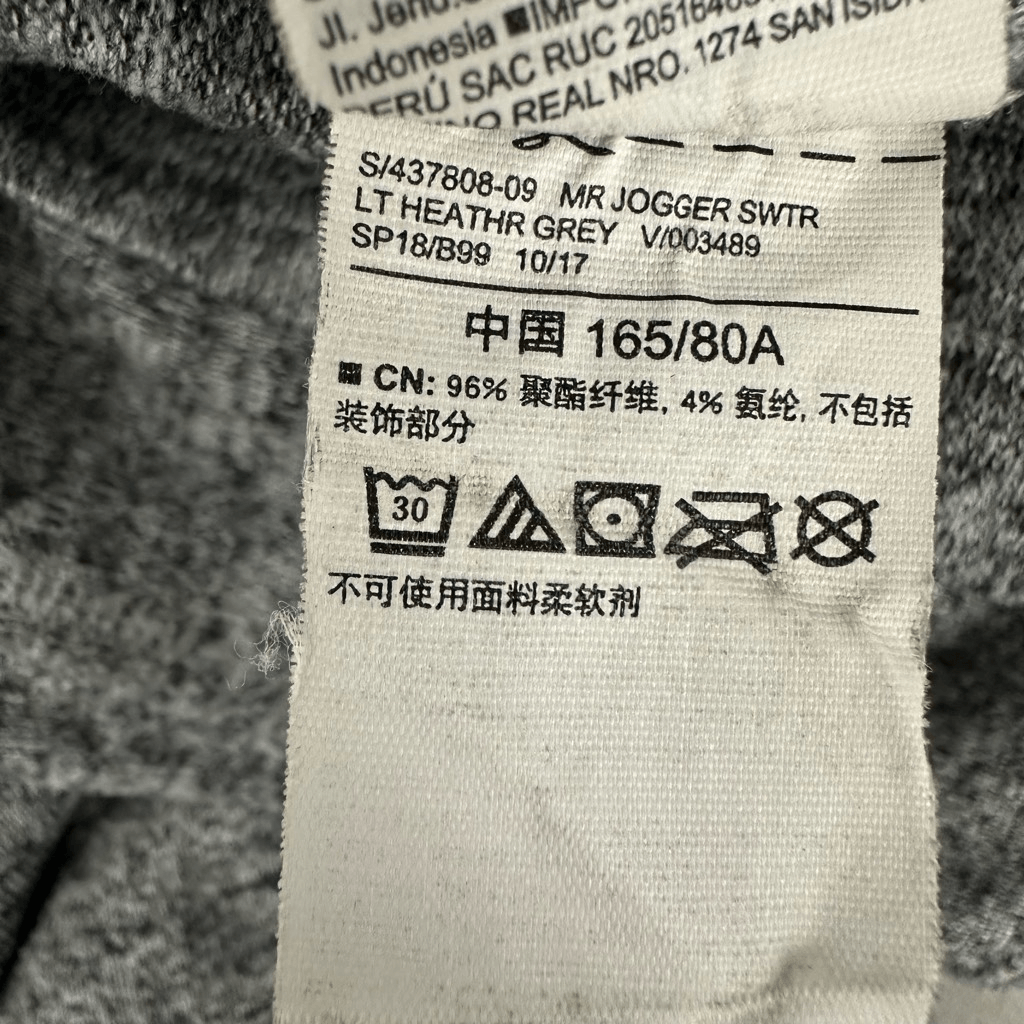 Jl. Jend.
Indonesia ■IMPO
PERÚ SAC RUC
NO REAL NRO. 1274 SAN ISID
S/437808-09 MR JOGGER SWTR
LT HEATHR GREY V/003489
SP18/B99 10/17
中国 165/80A
■ CN: 96% 聚酯纤维, 4% 氨纶, 不包括
装饰部分
30
不可使用面料柔软剂